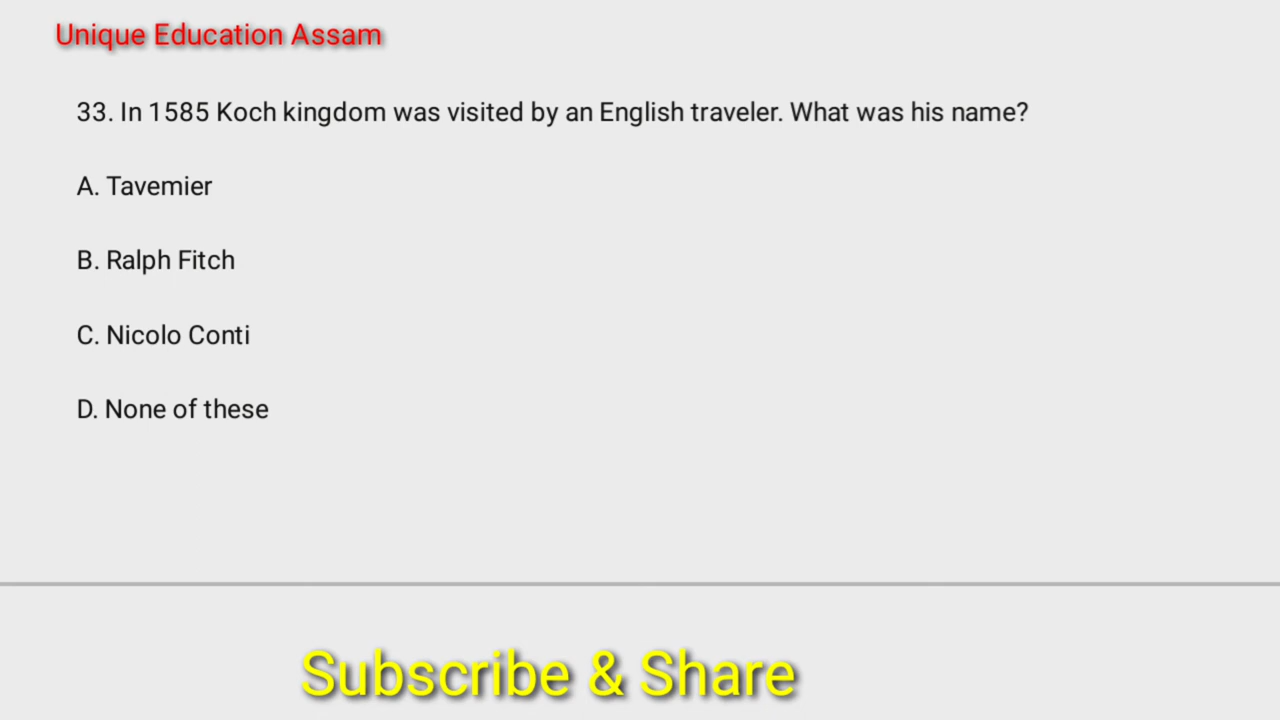 Unique Education Assam
33. In 1585 Koch kingdom was visited by an English traveler. What was his name?
A. Tavemier
B. Ralph Fitch
C. Nicolo Conti
D. None of these
Subscribe & Share